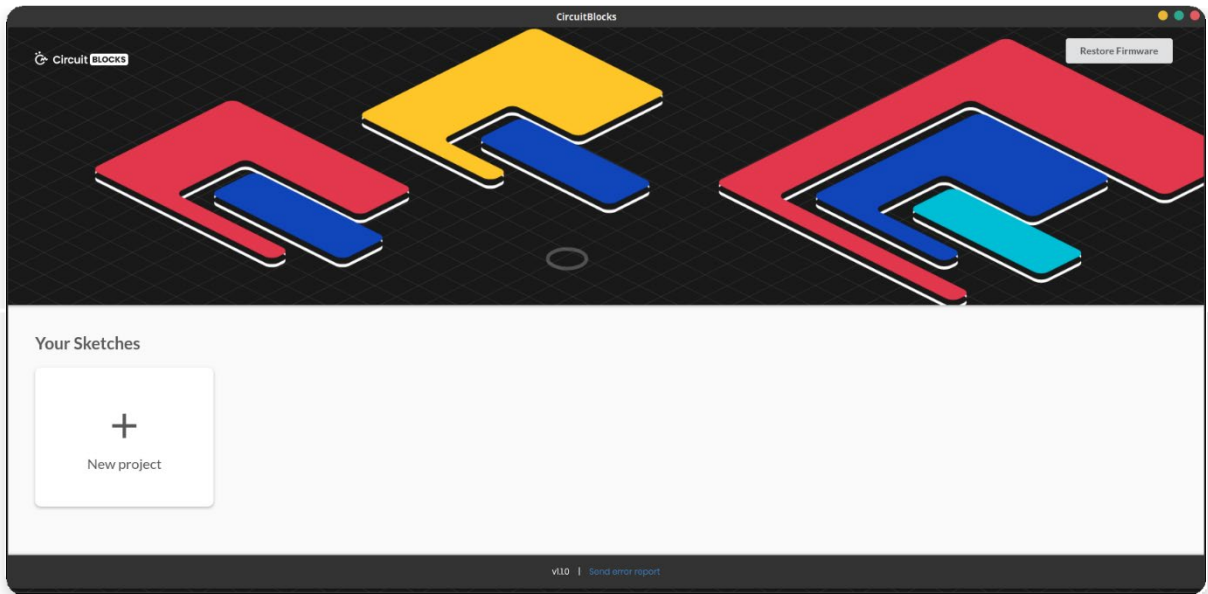 CircuitBlocks
Circuit BLOCKS
Restore Firmware
Your Sketches
New project
v1.1.0 | Send error report